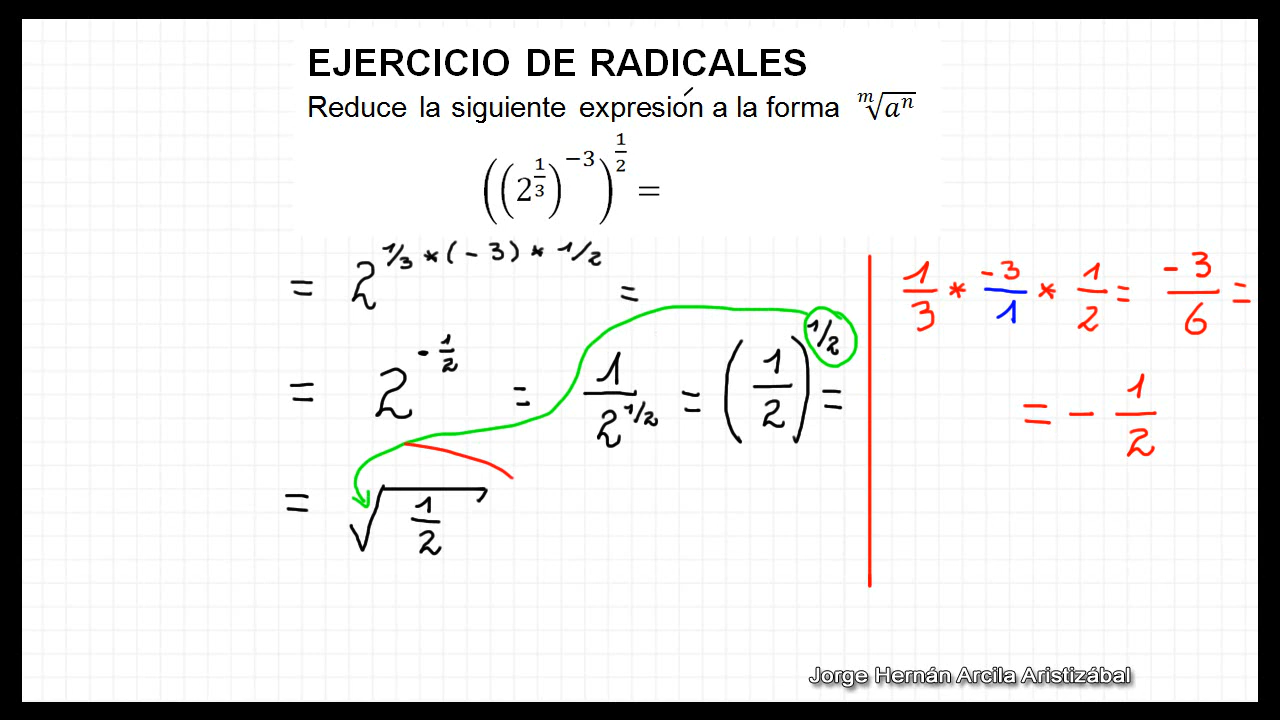 EJERCICIO DE RADICALES
Reduce la siguiente expresión a la forma ᵐ√aⁿ
((2^(1/3))^(-3))^(1/2) =
= 2^(1/3 * (-3) * 1/2) =
1/3 * -3/1 * 1/2 = -3/6 =
= 2^(-1/2) = 1/2^(1/2) = (1/2)^(1/2) =
= - 1/2
= √(1/2)
Jorge Hernán Arcila Aristizábal